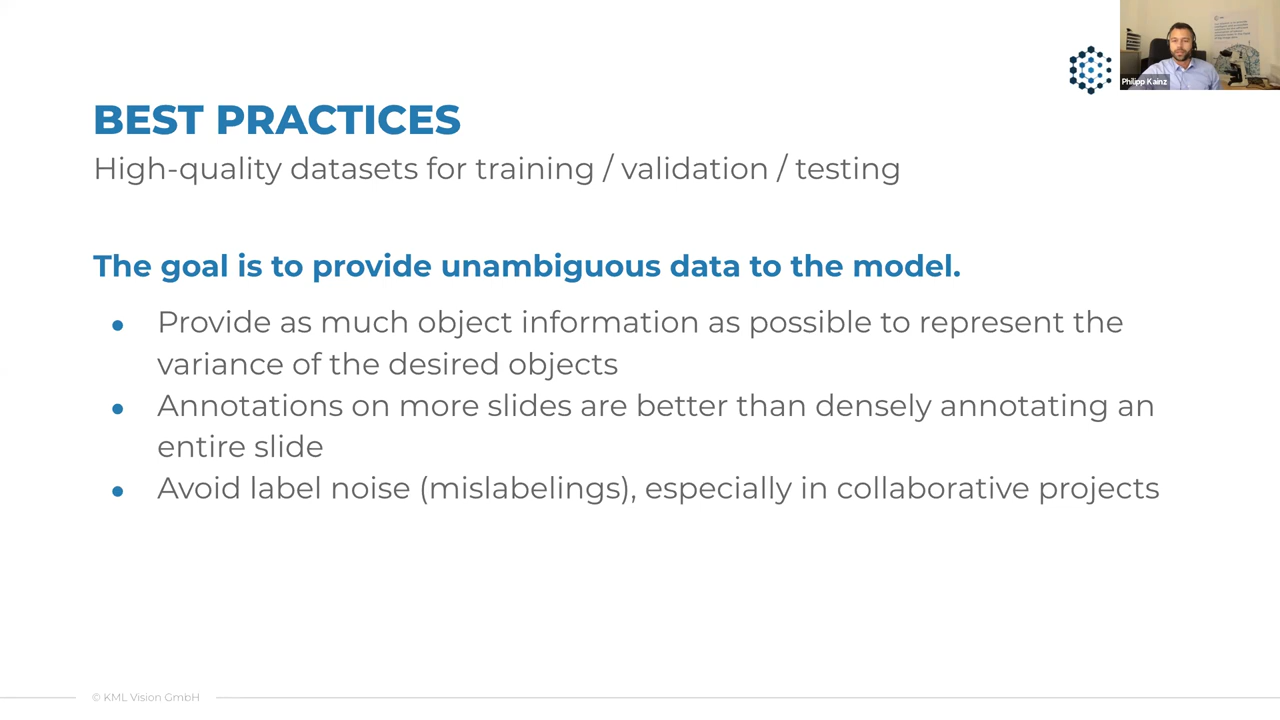 Philipp Kainz
BEST PRACTICES
High-quality datasets for training / validation / testing
The goal is to provide unambiguous data to the model.
● Provide as much object information as possible to represent the
variance of the desired objects
● Annotations on more slides are better than densely annotating an
entire slide
● Avoid label noise (mislabelings), especially in collaborative projects
© KML Vision GmbH